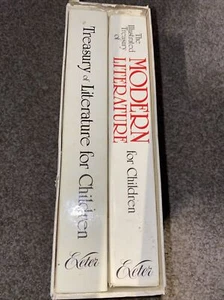 A
Treasury of Literature for Children
Exeter
The
Illustrated
Treasury
of
MODERN
LITERATURE
for Children
Exeter